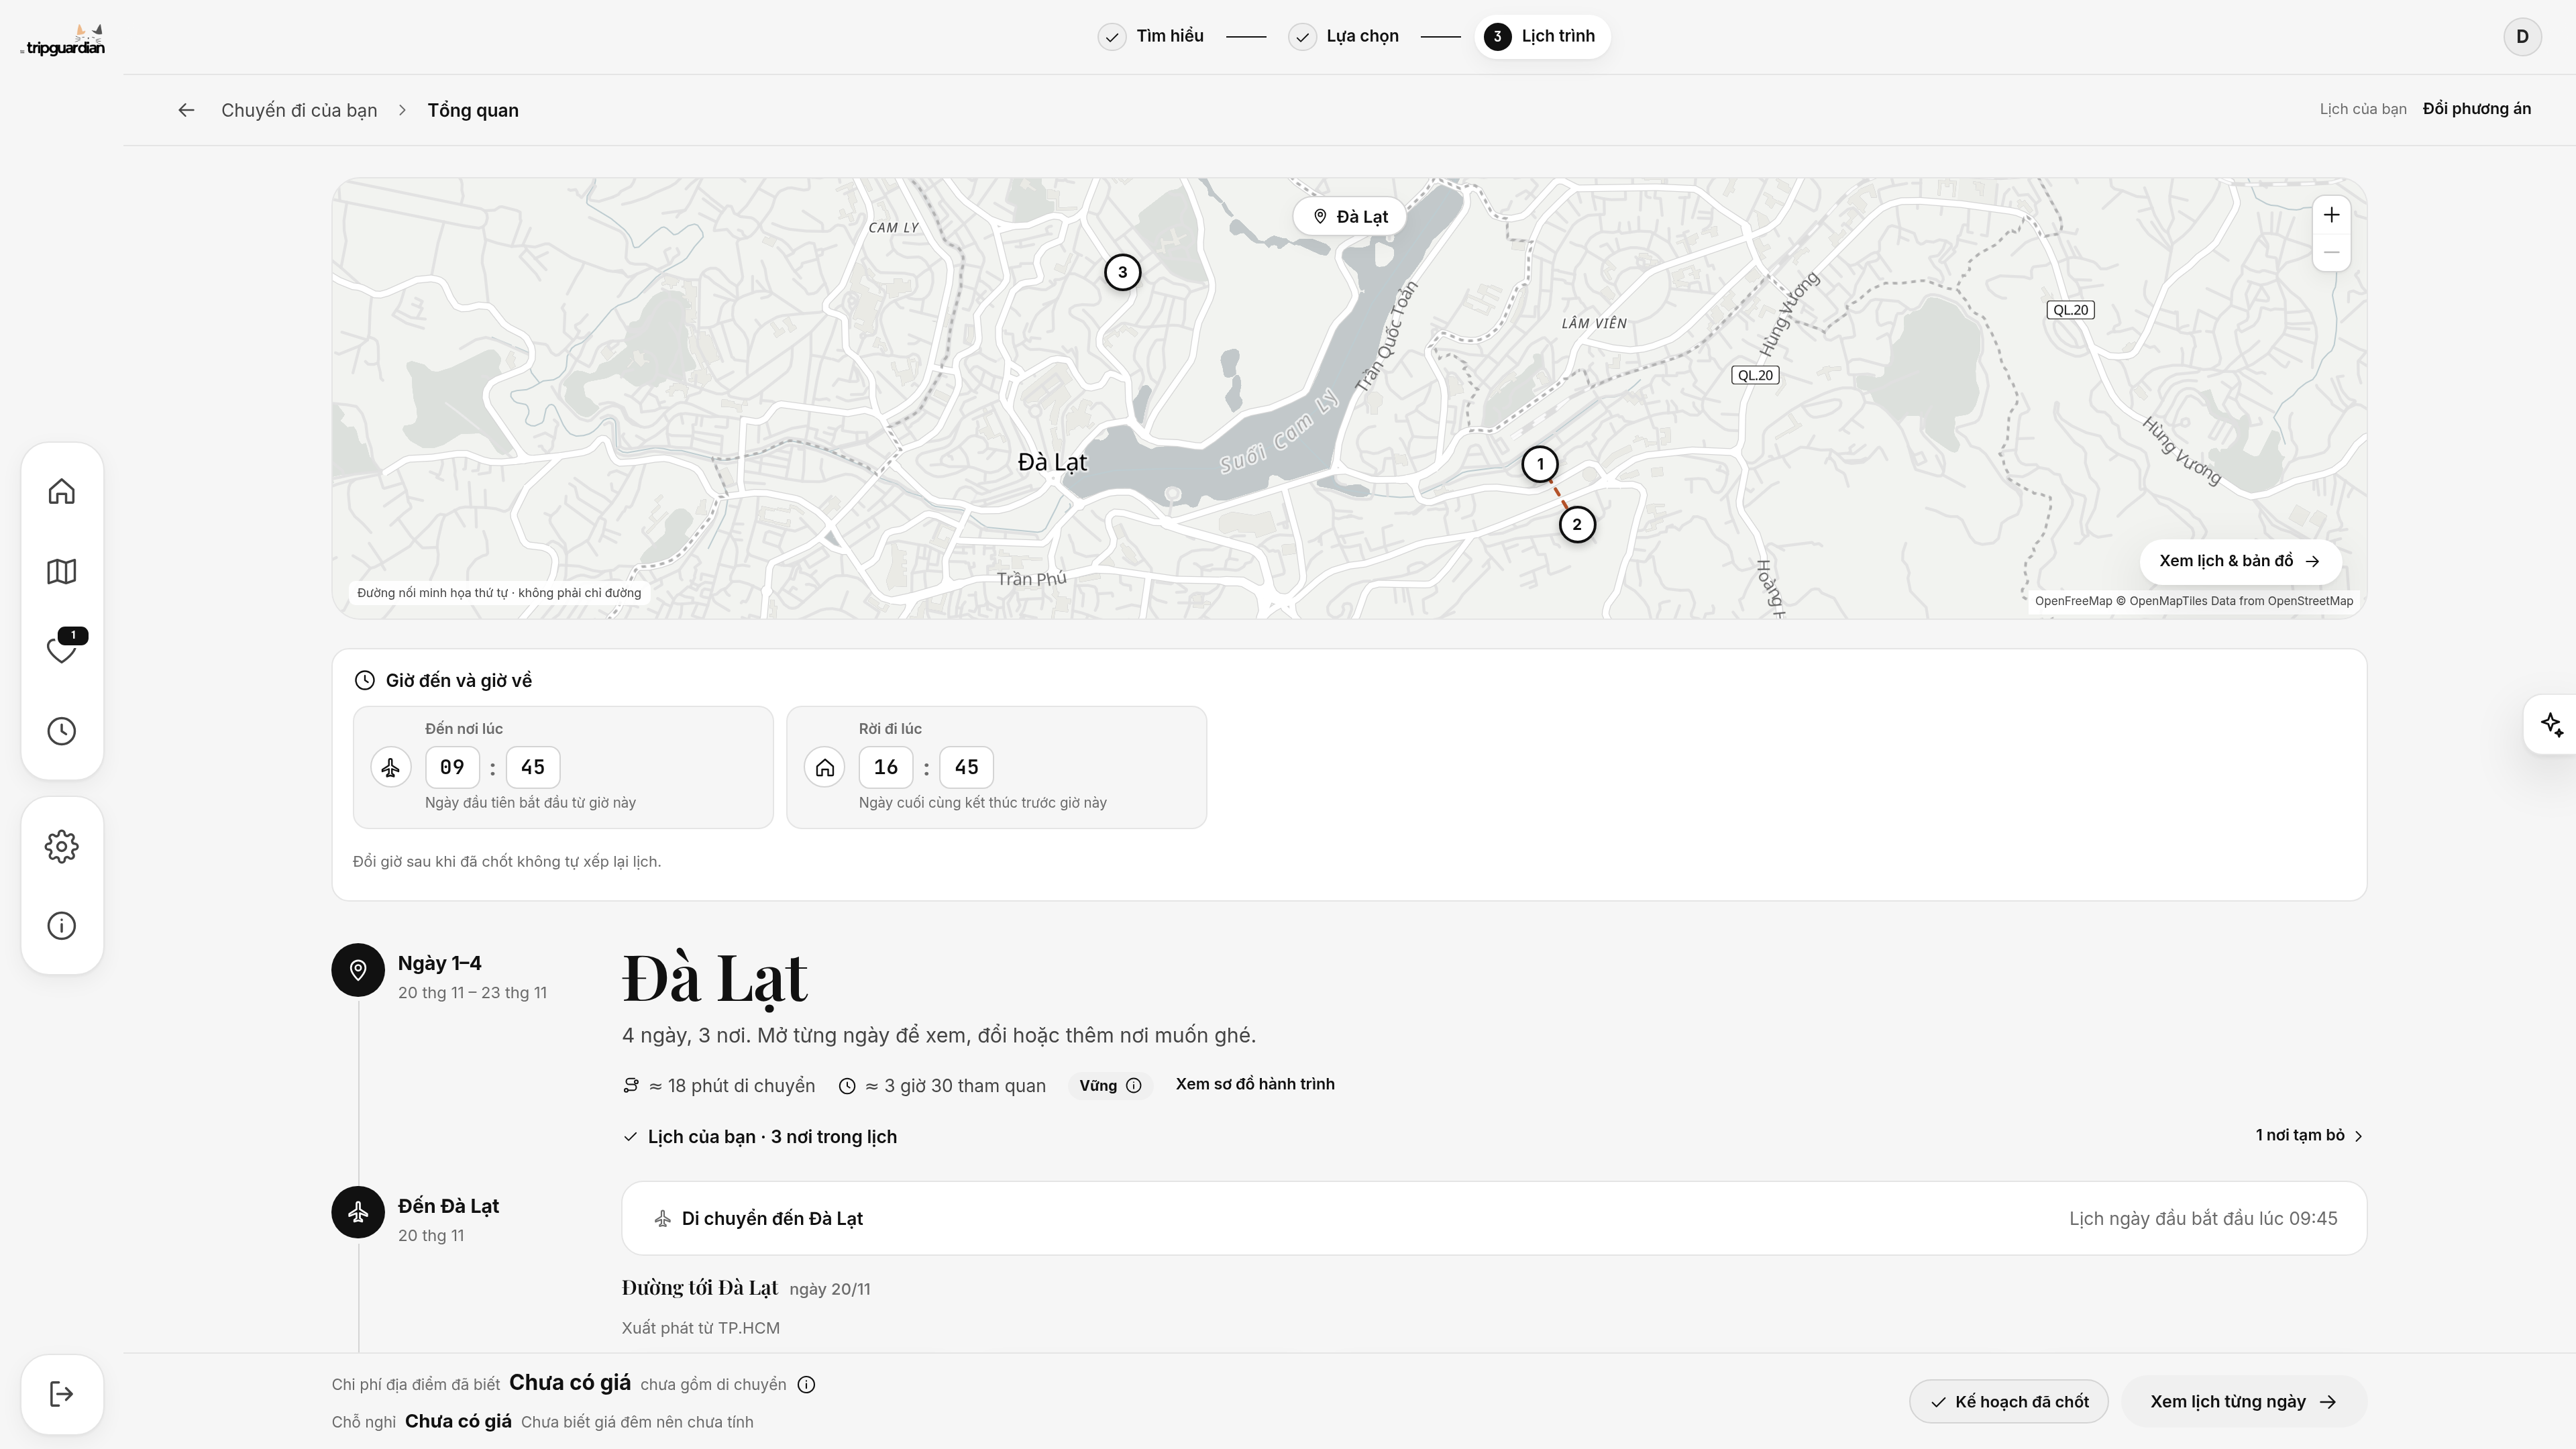 tripguardian
Tìm hiểu
Lựa chọn
3 Lịch trình
D
Chuyến đi của bạn
Tổng quan
Lịch của bạn
Đổi phương án
CAM LY
Đà Lạt
3
Trần Quốc Toản
LÂM VIÊN
Hùng Vương
QL.20
QL.20
Suối Cam Ly
Đà Lạt
1
2
Hùng Vương
Trần Phú
Hoàng H
Xem lịch & bản đồ
Đường nối minh họa thứ tự · không phải chỉ đường
OpenFreeMap © OpenMapTiles Data from OpenStreetMap
1
Giờ đến và giờ về
Đến nơi lúc
09 : 45
Ngày đầu tiên bắt đầu từ giờ này
Rời đi lúc
16 : 45
Ngày cuối cùng kết thúc trước giờ này
Đổi giờ sau khi đã chốt không tự xếp lại lịch.
Ngày 1–4
20 thg 11 – 23 thg 11
Đà Lạt
4 ngày, 3 nơi. Mở từng ngày để xem, đổi hoặc thêm nơi muốn ghé.
≈ 18 phút di chuyển
≈ 3 giờ 30 tham quan
Vững
Xem sơ đồ hành trình
Lịch của bạn · 3 nơi trong lịch
1 nơi tạm bỏ
Đến Đà Lạt
20 thg 11
Di chuyển đến Đà Lạt
Lịch ngày đầu bắt đầu lúc 09:45
Đường tới Đà Lạt ngày 20/11
Xuất phát từ TP.HCM
Chi phí địa điểm đã biết Chưa có giá chưa gồm di chuyển
Chỗ nghỉ Chưa có giá Chưa biết giá đêm nên chưa tính
Kế hoạch đã chốt
Xem lịch từng ngày